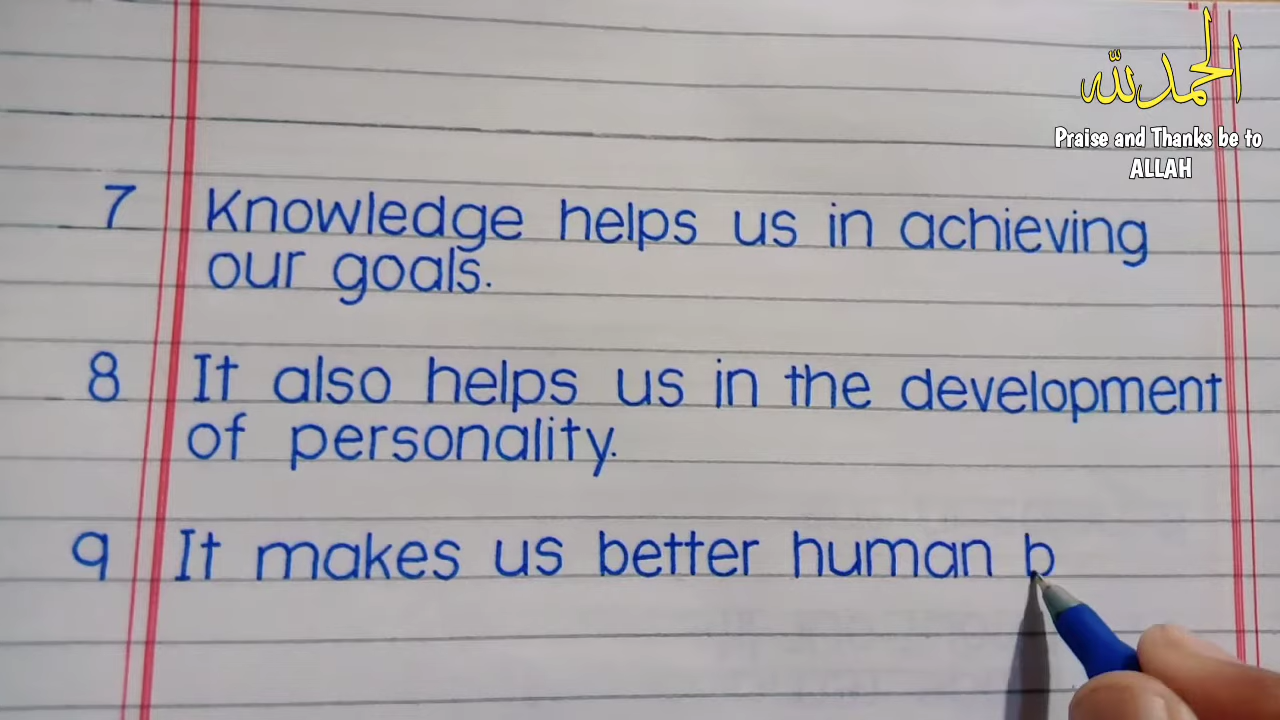 الحمد لله
Praise and Thanks be to
ALLAH
7 Knowledge helps us in achieving
our goals.
8 It also helps us in the development
of personality.
9 It makes us better human b